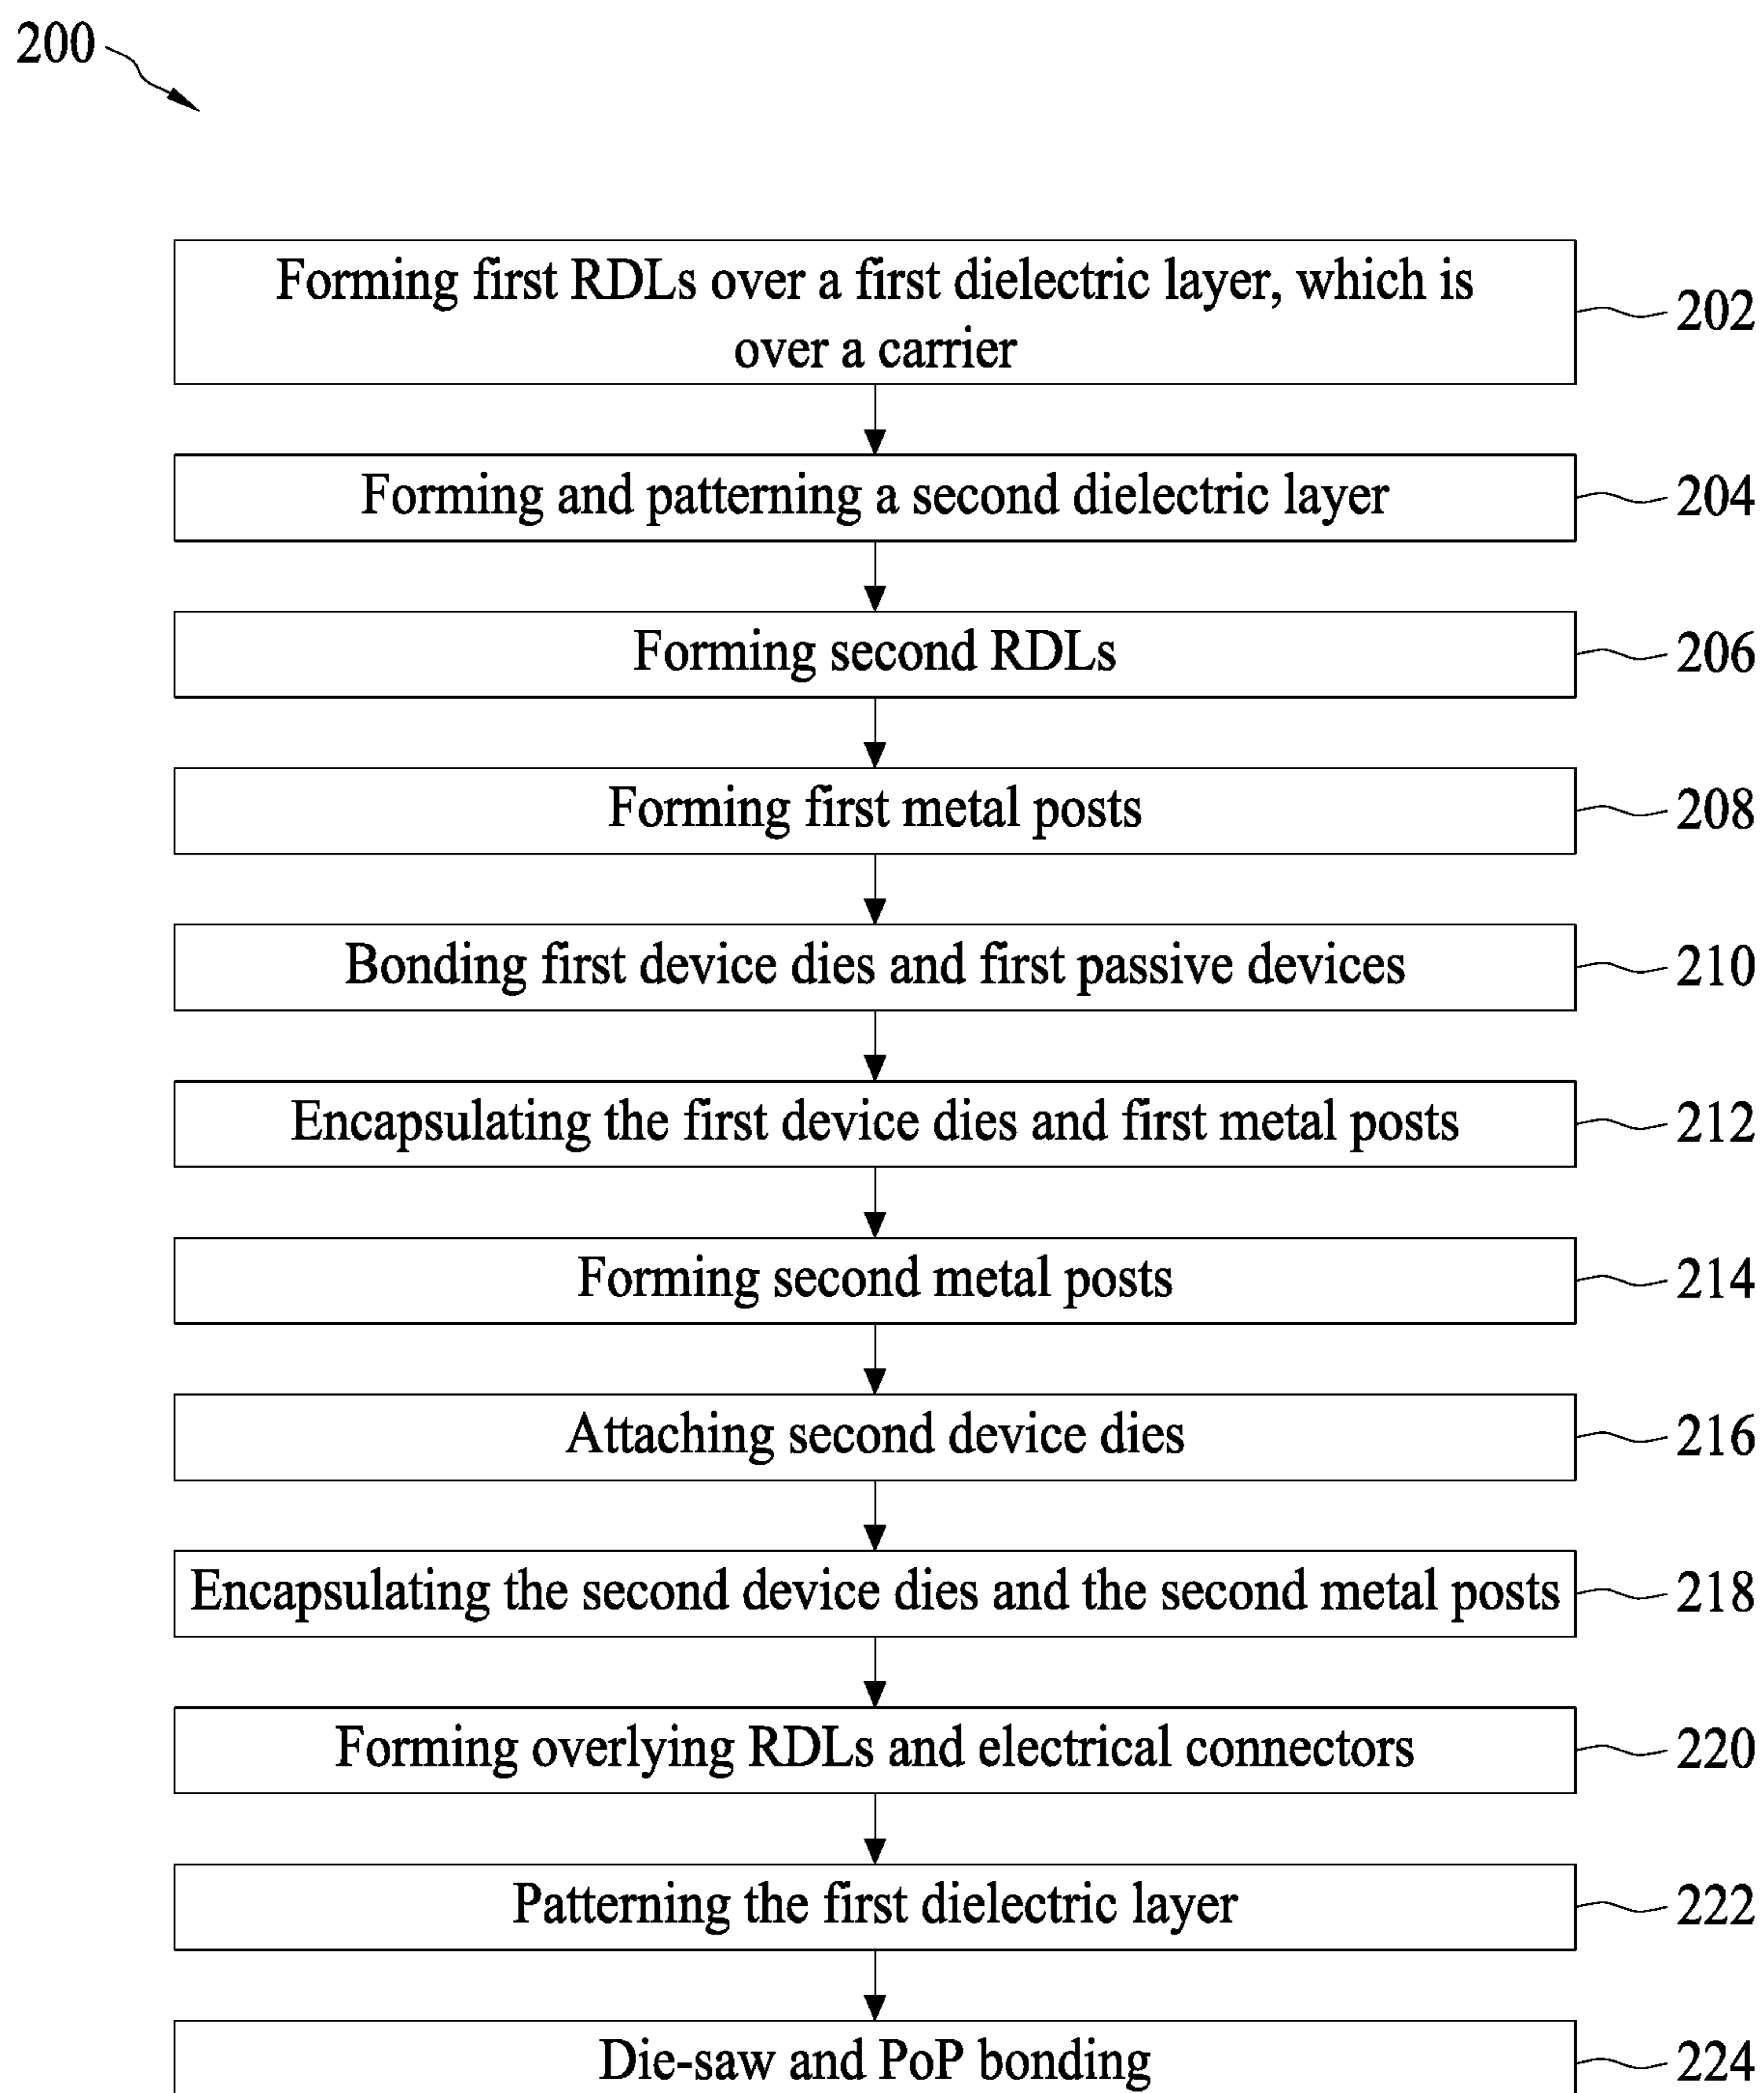 200
Forming first RDLs over a first dielectric layer, which is
over a carrier
202
Forming and patterning a second dielectric layer
204
Forming second RDLs
206
Forming first metal posts
208
Bonding first device dies and first passive devices
210
Encapsulating the first device dies and first metal posts
212
Forming second metal posts
214
Attaching second device dies
216
Encapsulating the second device dies and the second metal posts
218
Forming overlying RDLs and electrical connectors
220
Patterning the first dielectric layer
222
Die-saw and PoP bonding
224